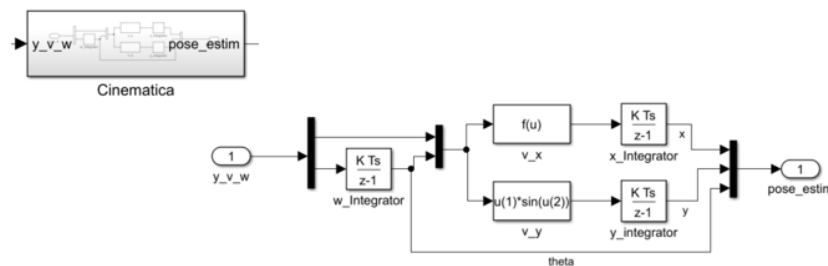 y_v_w
pose_estim
Cinematica
1
y_v_w
K Ts
z-1
w_Integrator
f(u)
v_x
K Ts
z-1
x_Integrator
x
u(1)*sin(u(2))
v_y
K Ts
z-1
y_integrator
y
theta
1
pose_estim